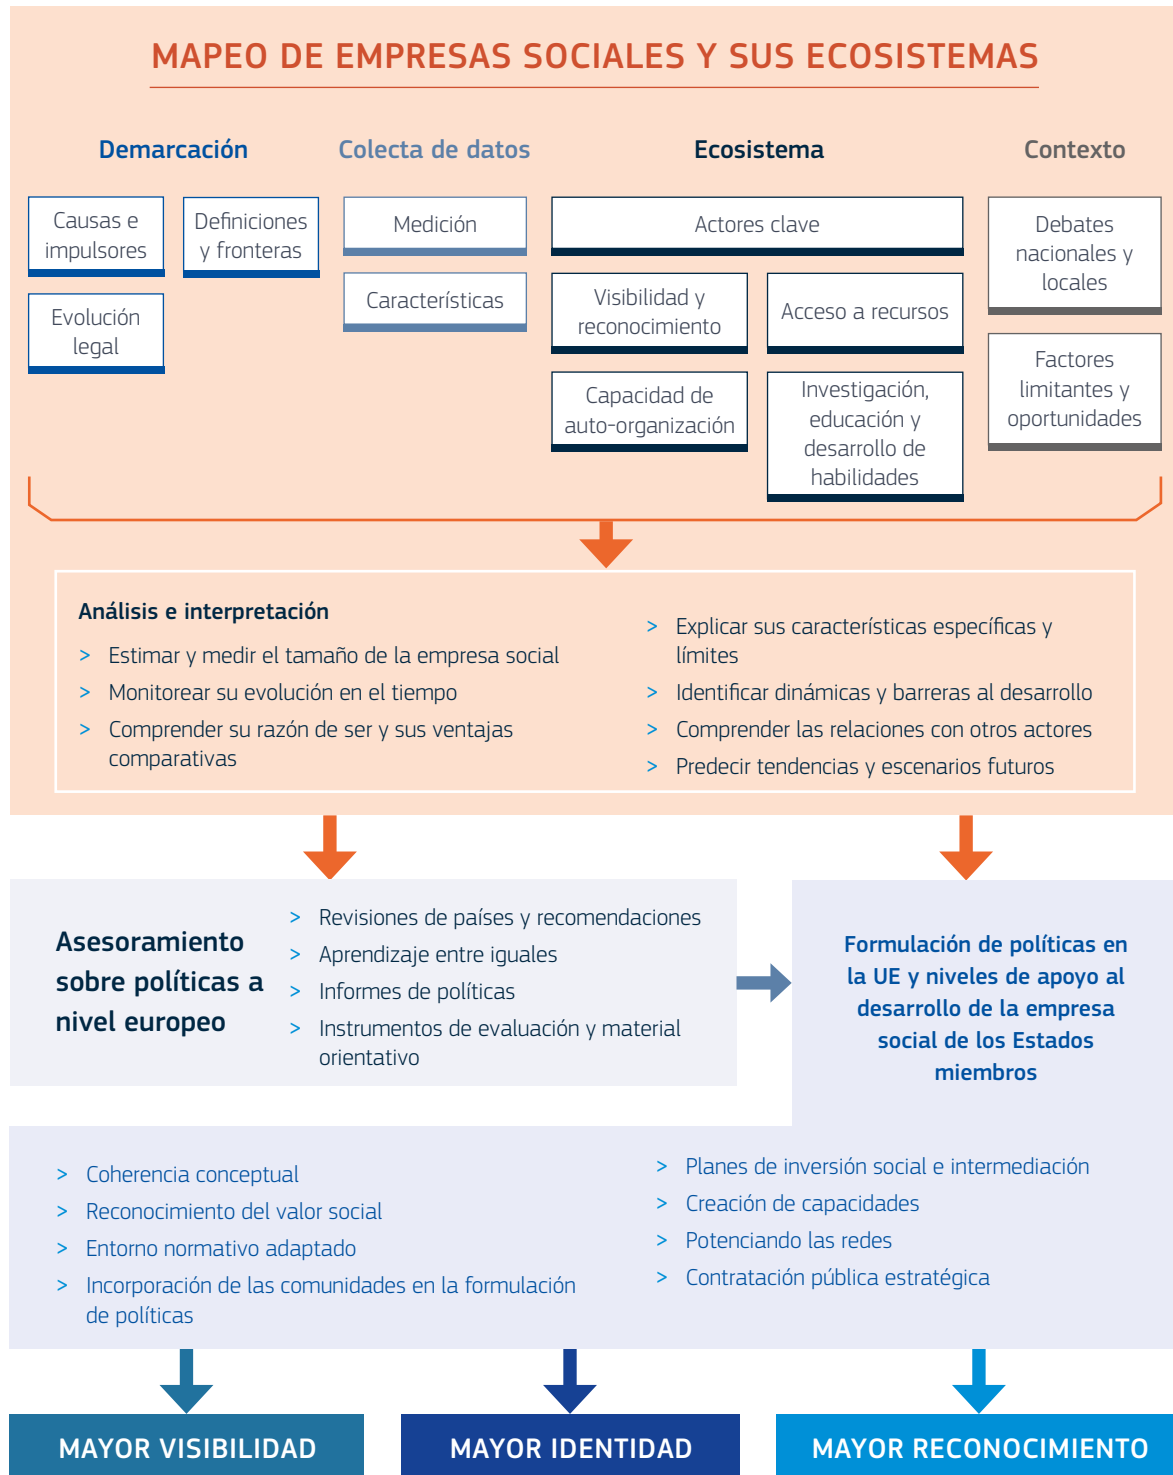 MAPEO DE EMPRESAS SOCIALES Y SUS ECOSISTEMAS
Demarcación
Causas e
impulsores
Definiciones
y fronteras
Evolución
legal
Colecta de datos
Medición
Características
Ecosistema
Actores clave
Visibilidad y
reconocimiento
Acceso a recursos
Capacidad de
auto-organización
Investigación,
educación y
desarrollo de
habilidades
Contexto
Debates
nacionales y
locales
Factores
limitantes y
oportunidades
Análisis e interpretación
> Estimar y medir el tamaño de la empresa social
> Monitorear su evolución en el tiempo
> Comprender su razón de ser y sus ventajas
comparativas
> Explicar sus características específicas y
límites
> Identificar dinámicas y barreras al desarrollo
> Comprender las relaciones con otros actores
> Predecir tendencias y escenarios futuros
Asesoramiento
sobre políticas a
nivel europeo
> Revisiones de países y recomendaciones
> Aprendizaje entre iguales
> Informes de políticas
> Instrumentos de evaluación y material
orientativo
Formulación de políticas en
la UE y niveles de apoyo al
desarrollo de la empresa
social de los Estados
miembros
> Coherencia conceptual
> Reconocimiento del valor social
> Entorno normativo adaptado
> Incorporación de las comunidades en la formulación
de políticas
> Planes de inversión social e intermediación
> Creación de capacidades
> Potenciando las redes
> Contratación pública estratégica
MAYOR VISIBILIDAD
MAYOR IDENTIDAD
MAYOR RECONOCIMIENTO